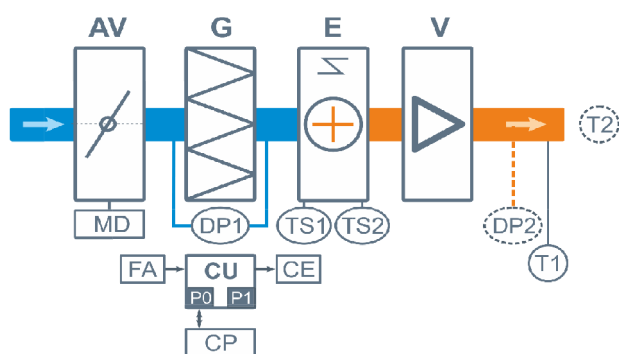 AV G E V
T2
MD DP1 TS1 TS2 DP2
T1
FA CU CE
P0 P1
CP